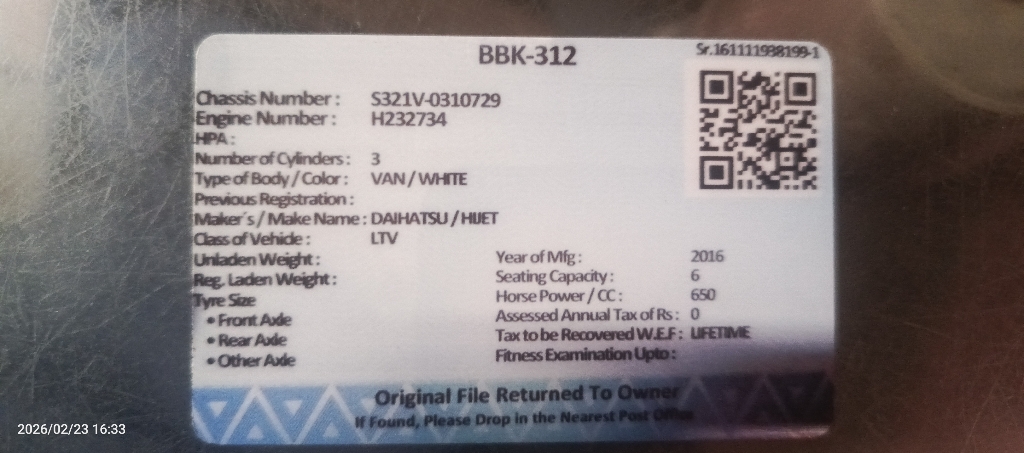 BBK-312
Sr.161111938199-1
Chassis Number : S321V-0310729
Engine Number : H232734
HPA :
Number of Cylinders : 3
Type of Body / Color : VAN / WHITE
Previous Registration :
Maker's / Make Name : DAIHATSU / HIJET
Class of Vehicle : LTV
Unladen Weight :
Reg. Laden Weight :
Tyre Size
• Front Axle
• Rear Axle
• Other Axle
Year of Mfg : 2016
Seating Capacity : 6
Horse Power / CC : 650
Assessed Annual Tax of Rs : 0
Tax to be Recovered W.E.F : LIFETIME
Fitness Examination Upto :
Original File Returned To Owner
If Found, Please Drop in the Nearest Post Office
2026/02/23 16:33